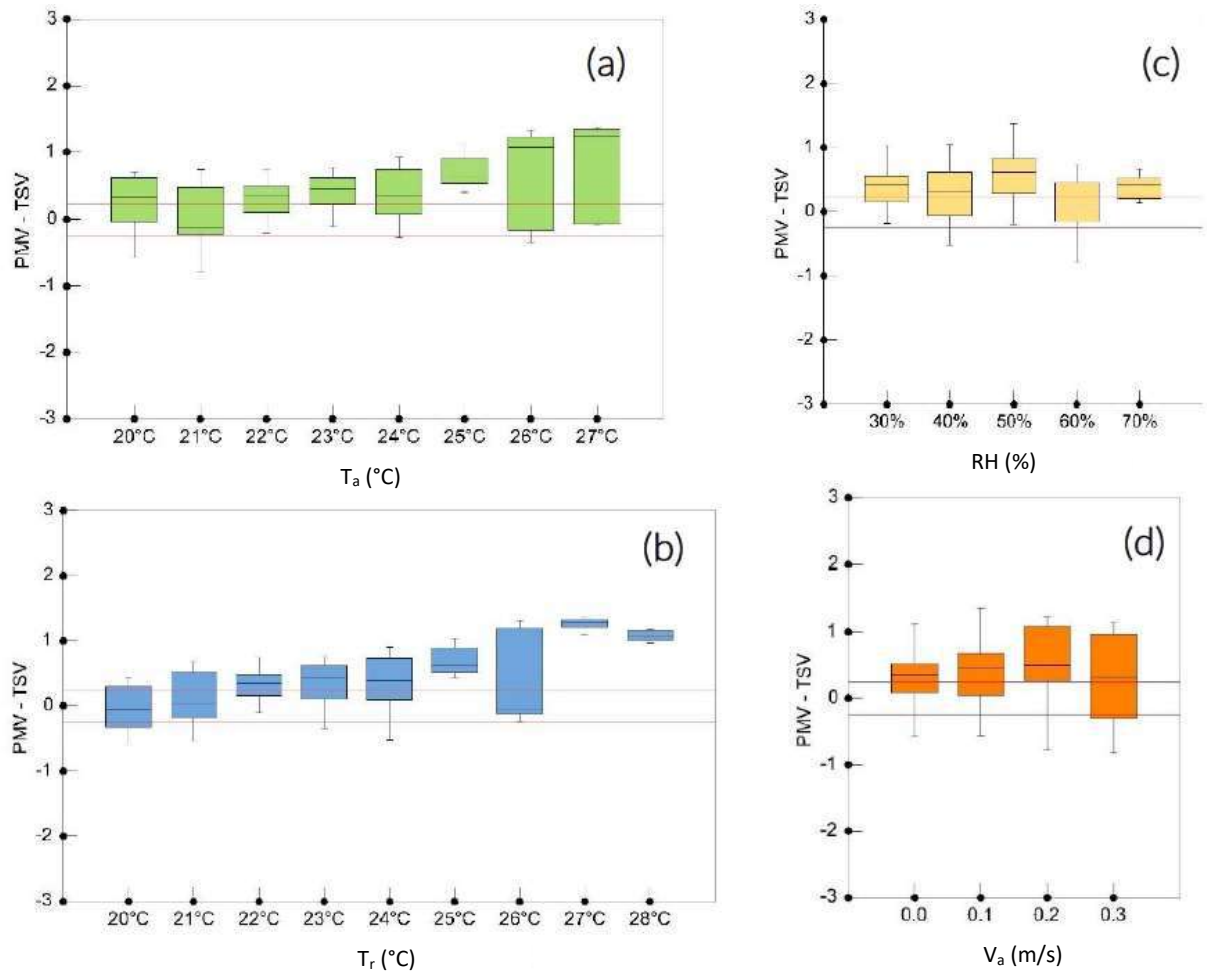 (a)
PMV - TSV
3
2
1
0
-1
-2
-3
20°C 21°C 22°C 23°C 24°C 25°C 26°C 27°C
Ta (°C)
(c)
PMV - TSV
3
2
1
0
-1
-2
-3
30% 40% 50% 60% 70%
RH (%)
(b)
PMV - TSV
3
2
1
0
-1
-2
-3
20°C 21°C 22°C 23°C 24°C 25°C 26°C 27°C 28°C
Tr (°C)
(d)
PMV - TSV
3
2
1
0
-1
-2
-3
0.0 0.1 0.2 0.3
Va (m/s)